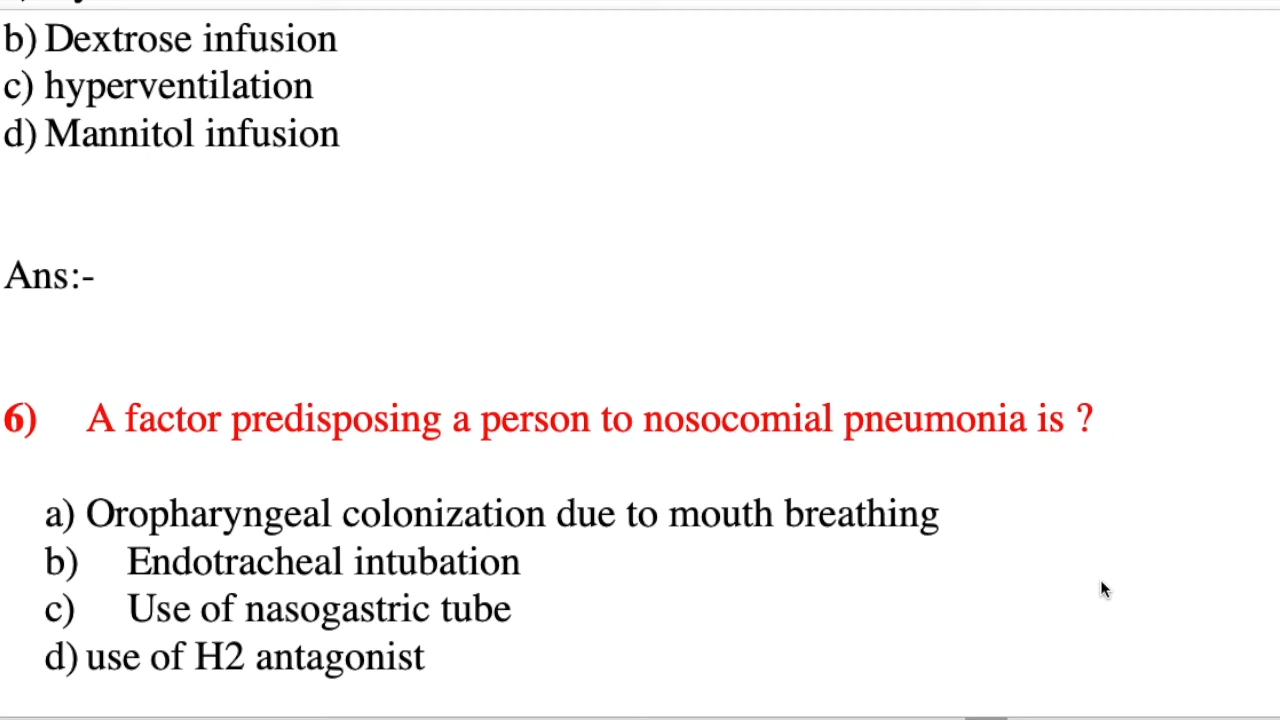 b) Dextrose infusion
c) hyperventilation
d) Mannitol infusion
Ans:-
6) A factor predisposing a person to nosocomial pneumonia is ?
a) Oropharyngeal colonization due to mouth breathing
b) Endotracheal intubation
c) Use of nasogastric tube
d) use of H2 antagonist